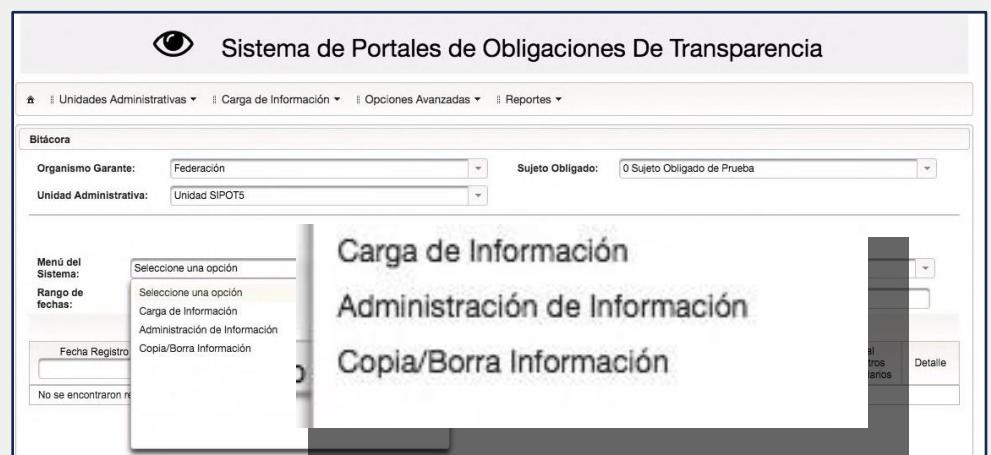 Sistema de Portales de Obligaciones De Transparencia
Unidades Administrativas Carga de Información Opciones Avanzadas Reportes
Bitácora
Organismo Garante: Federación Sujeto Obligado: 0 Sujeto Obligado de Prueba
Unidad Administrativa: Unidad SIPOT5
Menú del Sistema: Seleccione una opción
Rango de fechas:
Seleccione una opción
Carga de Información
Administración de Información
Copia/Borra Información
Carga de Información
Administración de Información
Copia/Borra Información
Fecha Registro Detalle
No se encontraron